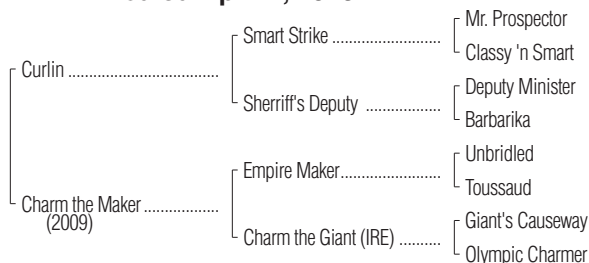 Mr. Prospector
Smart Strike ...................
Classy 'n Smart
Curlin ....................................
Deputy Minister
Sherriff's Deputy ..................
Barbarika
Unbridled
Empire Maker........................
Toussaud
Charm the Maker ..................
(2009)
Giant's Causeway
Charm the Giant (IRE) ..........
Olympic Charmer